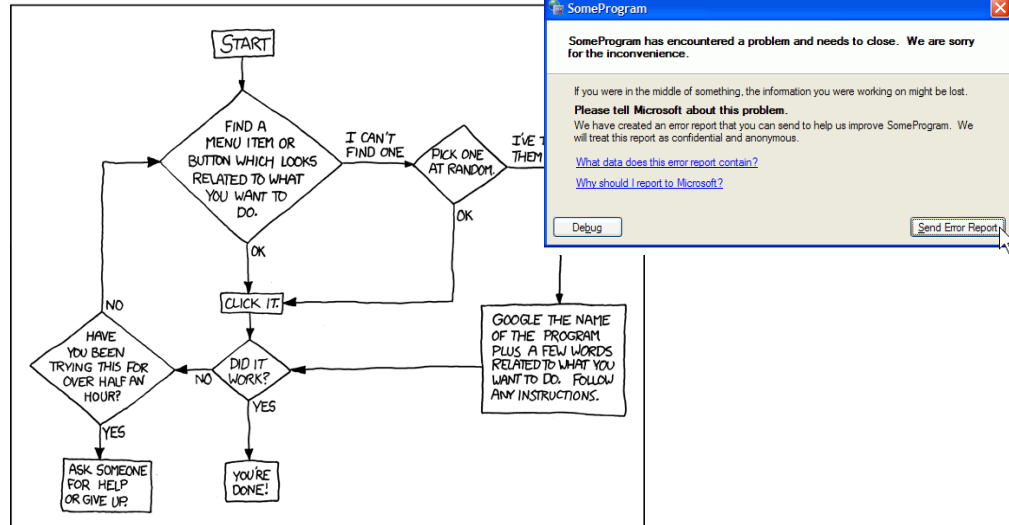 START
FIND A
MENU ITEM OR
BUTTON WHICH LOOKS
RELATED TO WHAT
YOU WANT TO
DO.
I CAN'T
FIND ONE
PICK ONE
AT RANDOM.
I'VE
THEM
OK
OK
CLICK IT.
NO
HAVE
YOU BEEN
TRYING THIS FOR
OVER HALF AN
HOUR?
NO
DID IT
WORK?
YES
YES
ASK SOMEONE
FOR HELP
OR GIVE UP.
YOU'RE
DONE!
GOOGLE THE NAME
OF THE PROGRAM
PLUS A FEW WORDS
RELATED TO WHAT YOU
WANT TO DO. FOLLOW
ANY INSTRUCTIONS.
SomeProgram
SomeProgram has encountered a problem and needs to close. We are sorry
for the inconvenience.
If you were in the middle of something, the information you were working on might be lost.
Please tell Microsoft about this problem.
We have created an error report that you can send to help us improve SomeProgram. We
will treat this report as confidential and anonymous.
What data does this error report contain?
Why should I report to Microsoft?
Debug
Send Error Report